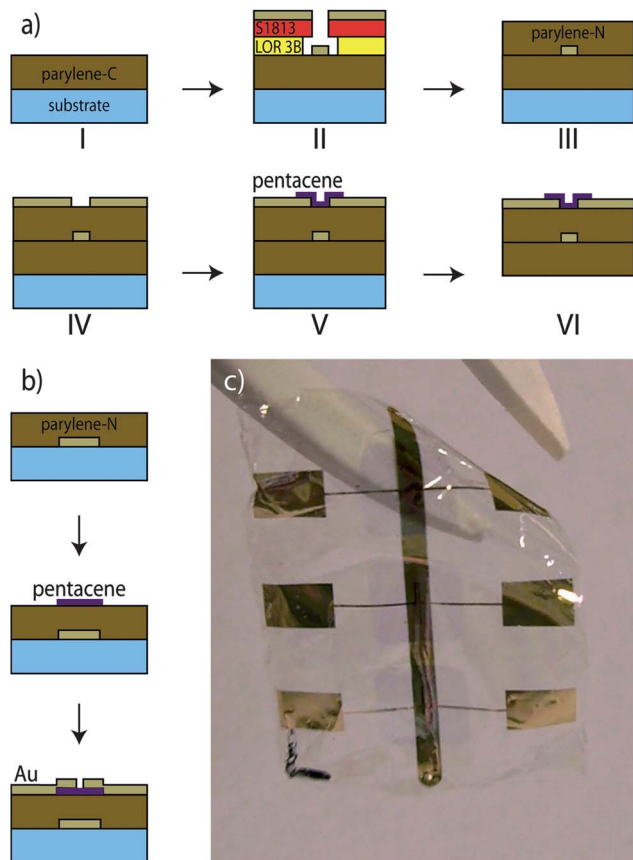 a)
S1813
LOR 3B
parylene-N
parylene-C
substrate
I
II
III
pentacene
IV
V
VI
b)
c)
parylene-N
pentacene
Au